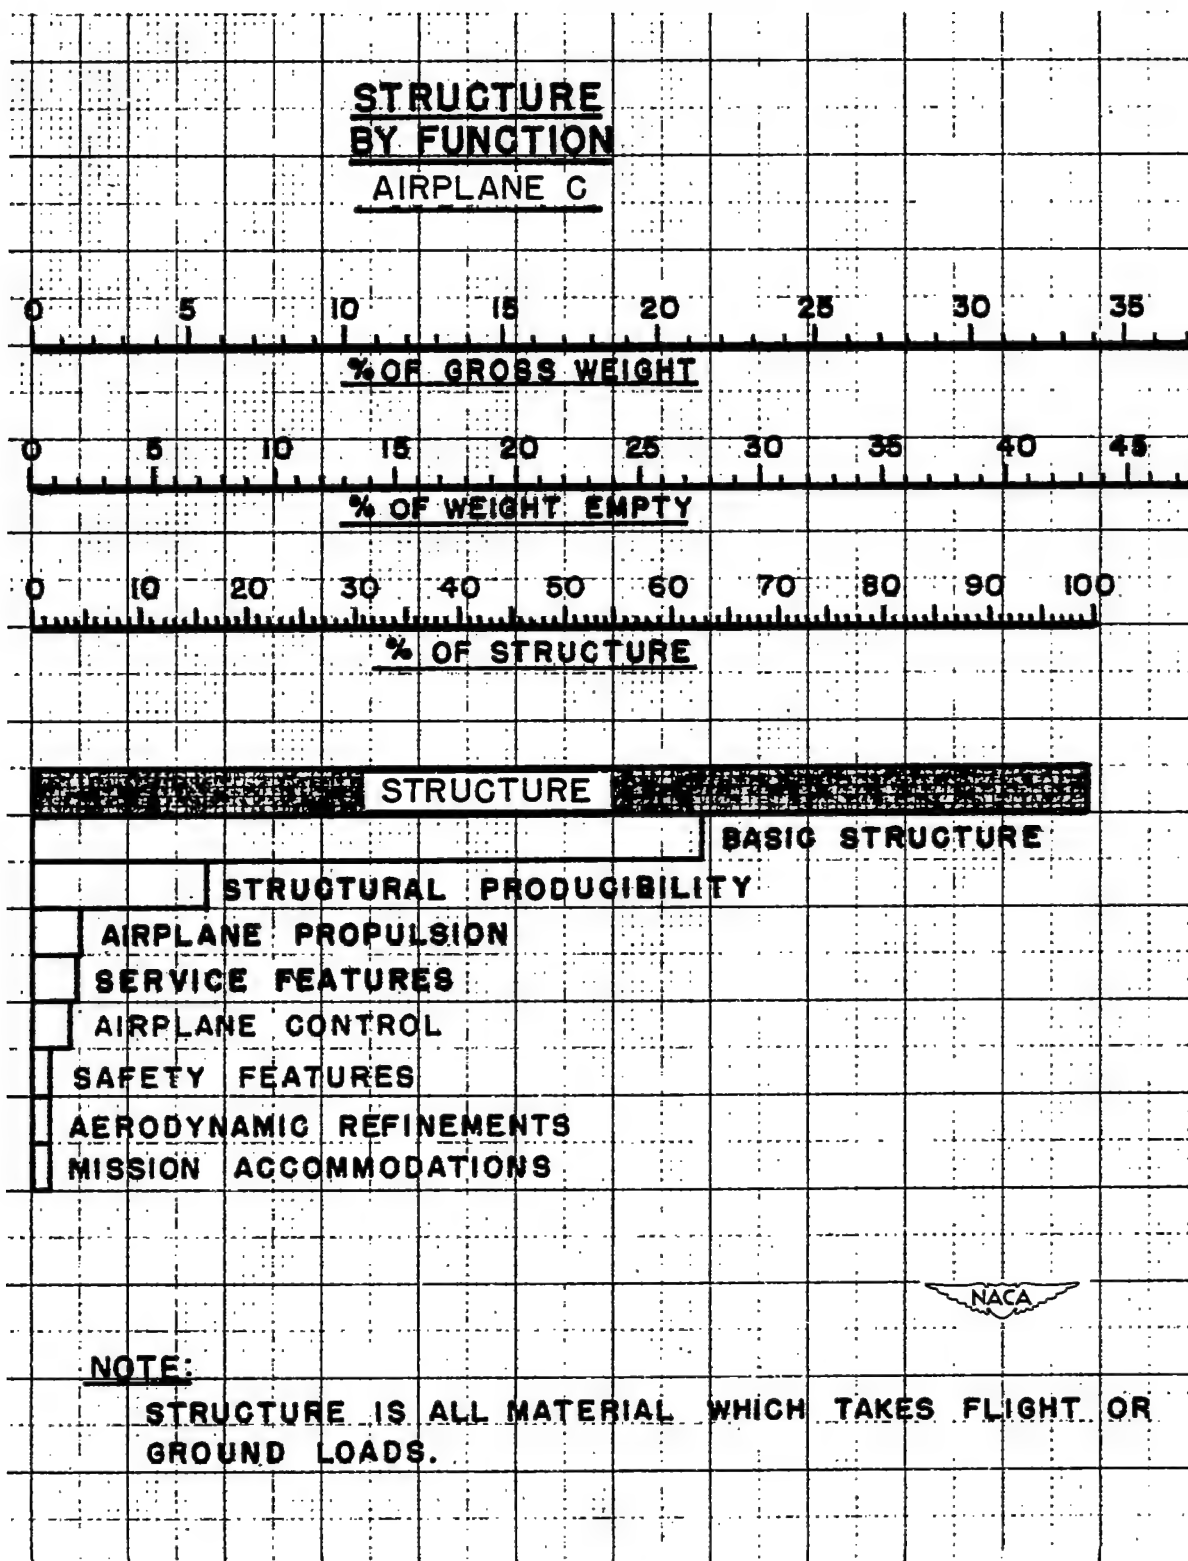 STRUCTURE
BY FUNCTION
AIRPLANE C
0 5 10 15 20 25 30 35
% OF GROSS WEIGHT
0 5 10 15 20 25 30 35 40 45
% OF WEIGHT EMPTY
0 10 20 30 40 50 60 70 80 90 100
% OF STRUCTURE
STRUCTURE
BASIC STRUCTURE
STRUCTURAL PRODUCIBILITY
AIRPLANE PROPULSION
SERVICE FEATURES
AIRPLANE CONTROL
SAFETY FEATURES
AERODYNAMIC REFINEMENTS
MISSION ACCOMMODATIONS
NACA
NOTE:
STRUCTURE IS ALL MATERIAL WHICH TAKES FLIGHT OR
GROUND LOADS.